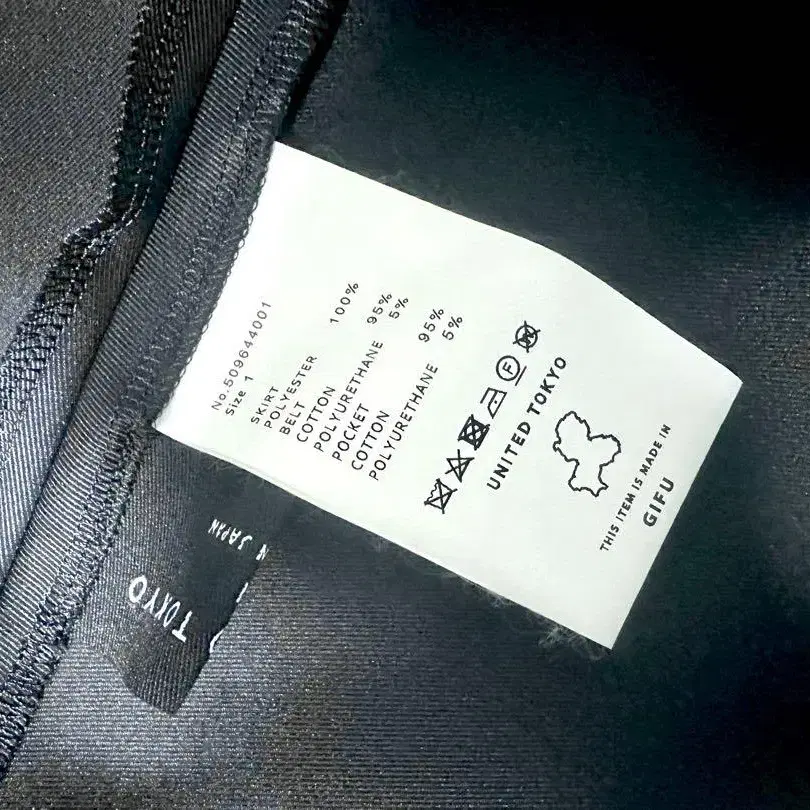 No.509644001
Size 1
SKIRT
POLYESTER 100%
BELT
COTTON 95%
POLYURETHANE 5%
POCKET
COTTON 95%
POLYURETHANE 5%
F
UNITED TOKYO
THIS ITEM IS MADE IN
GIFU
TOKYO
N JAPAN